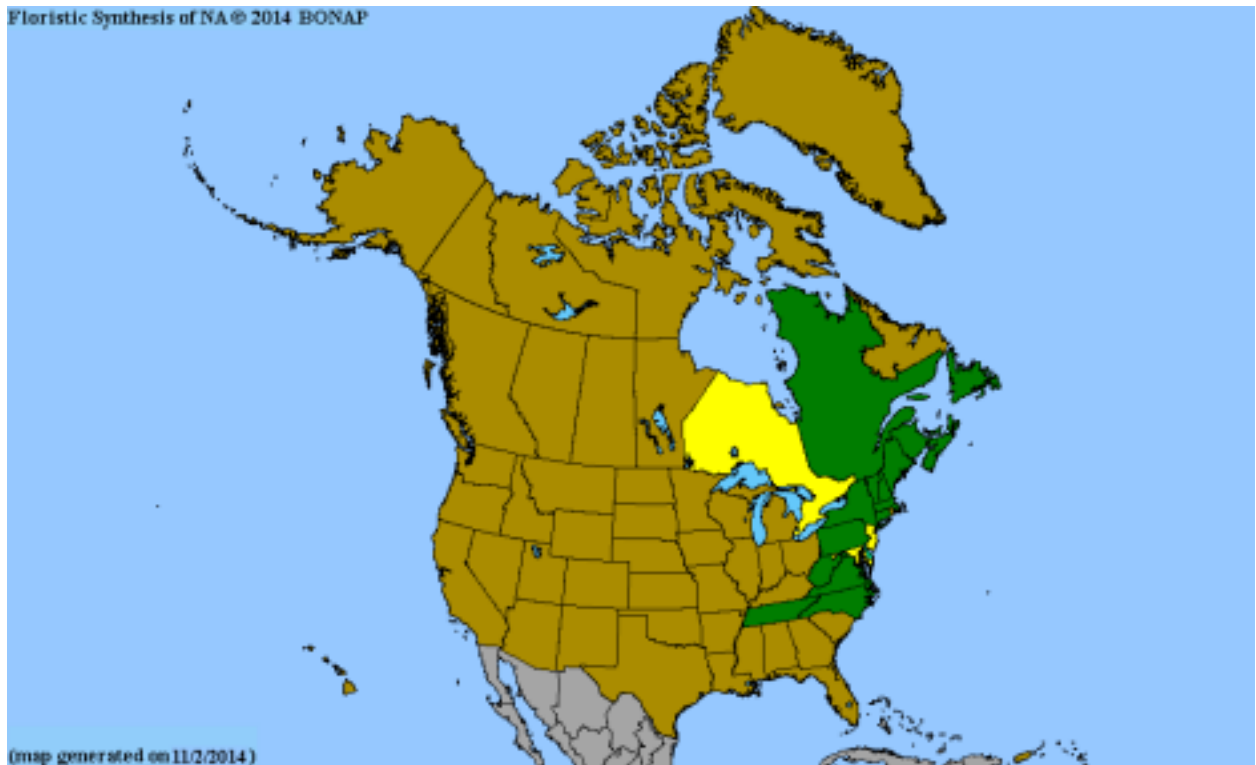 Floristic Synthesis of NA © 2014 BONAP
(map generated on 11/2/2014 )